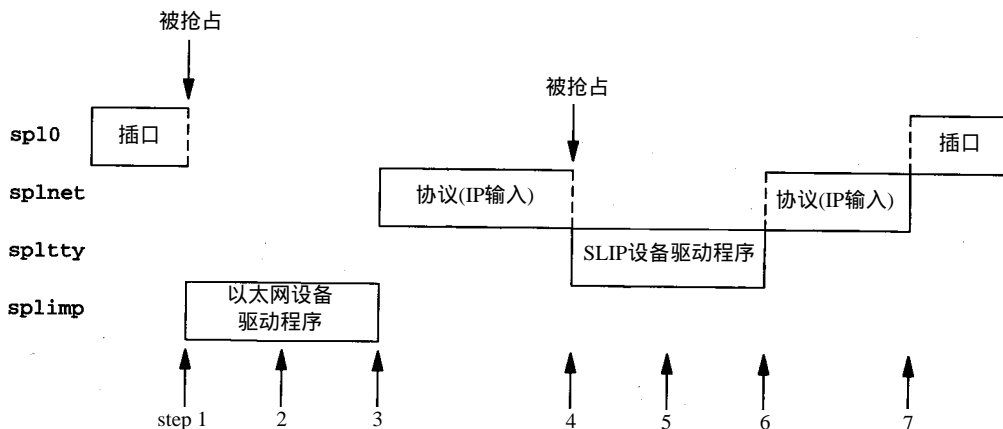 被抢占
被抢占
spl0
插口
插口
splnet
协议(IP输入)
协议(IP输入)
spltty
SLIP设备驱动程序
splimp
以太网设备
驱动程序
step 1
2
3
4
5
6
7